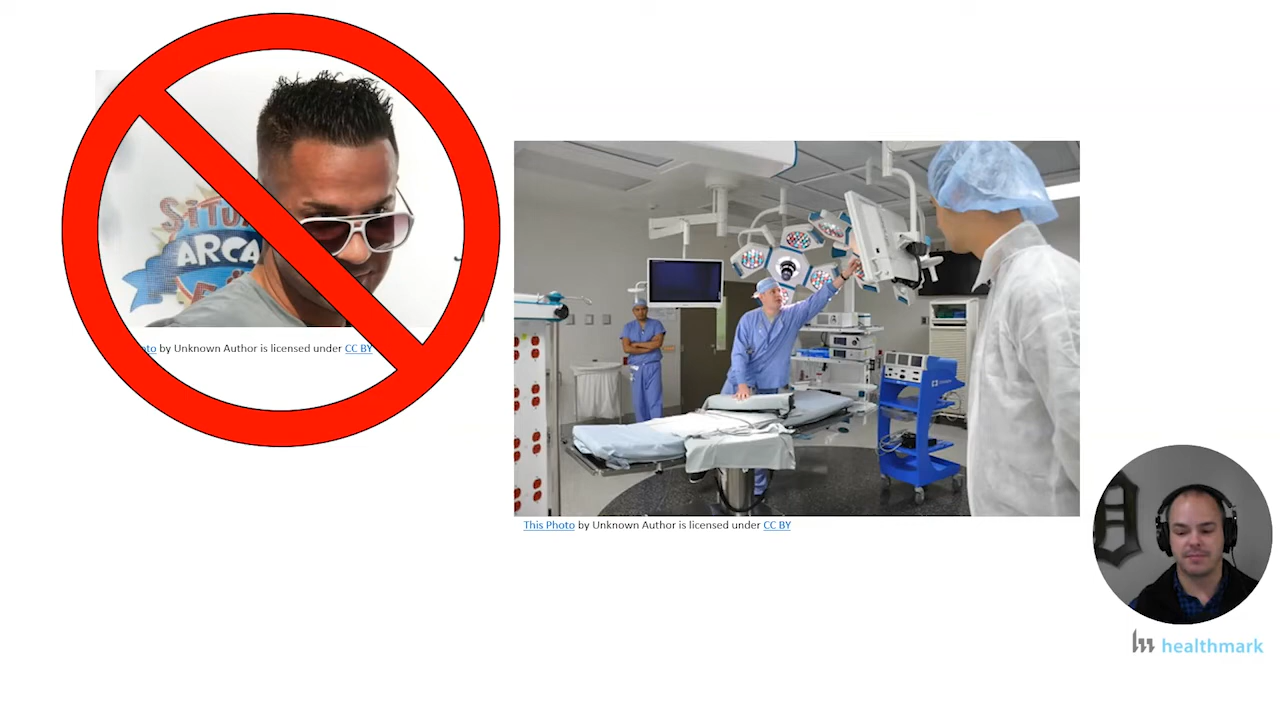 ARCA
by Unknown Author is licensed under CC BY
This Photo by Unknown Author is licensed under CC BY
healthmark